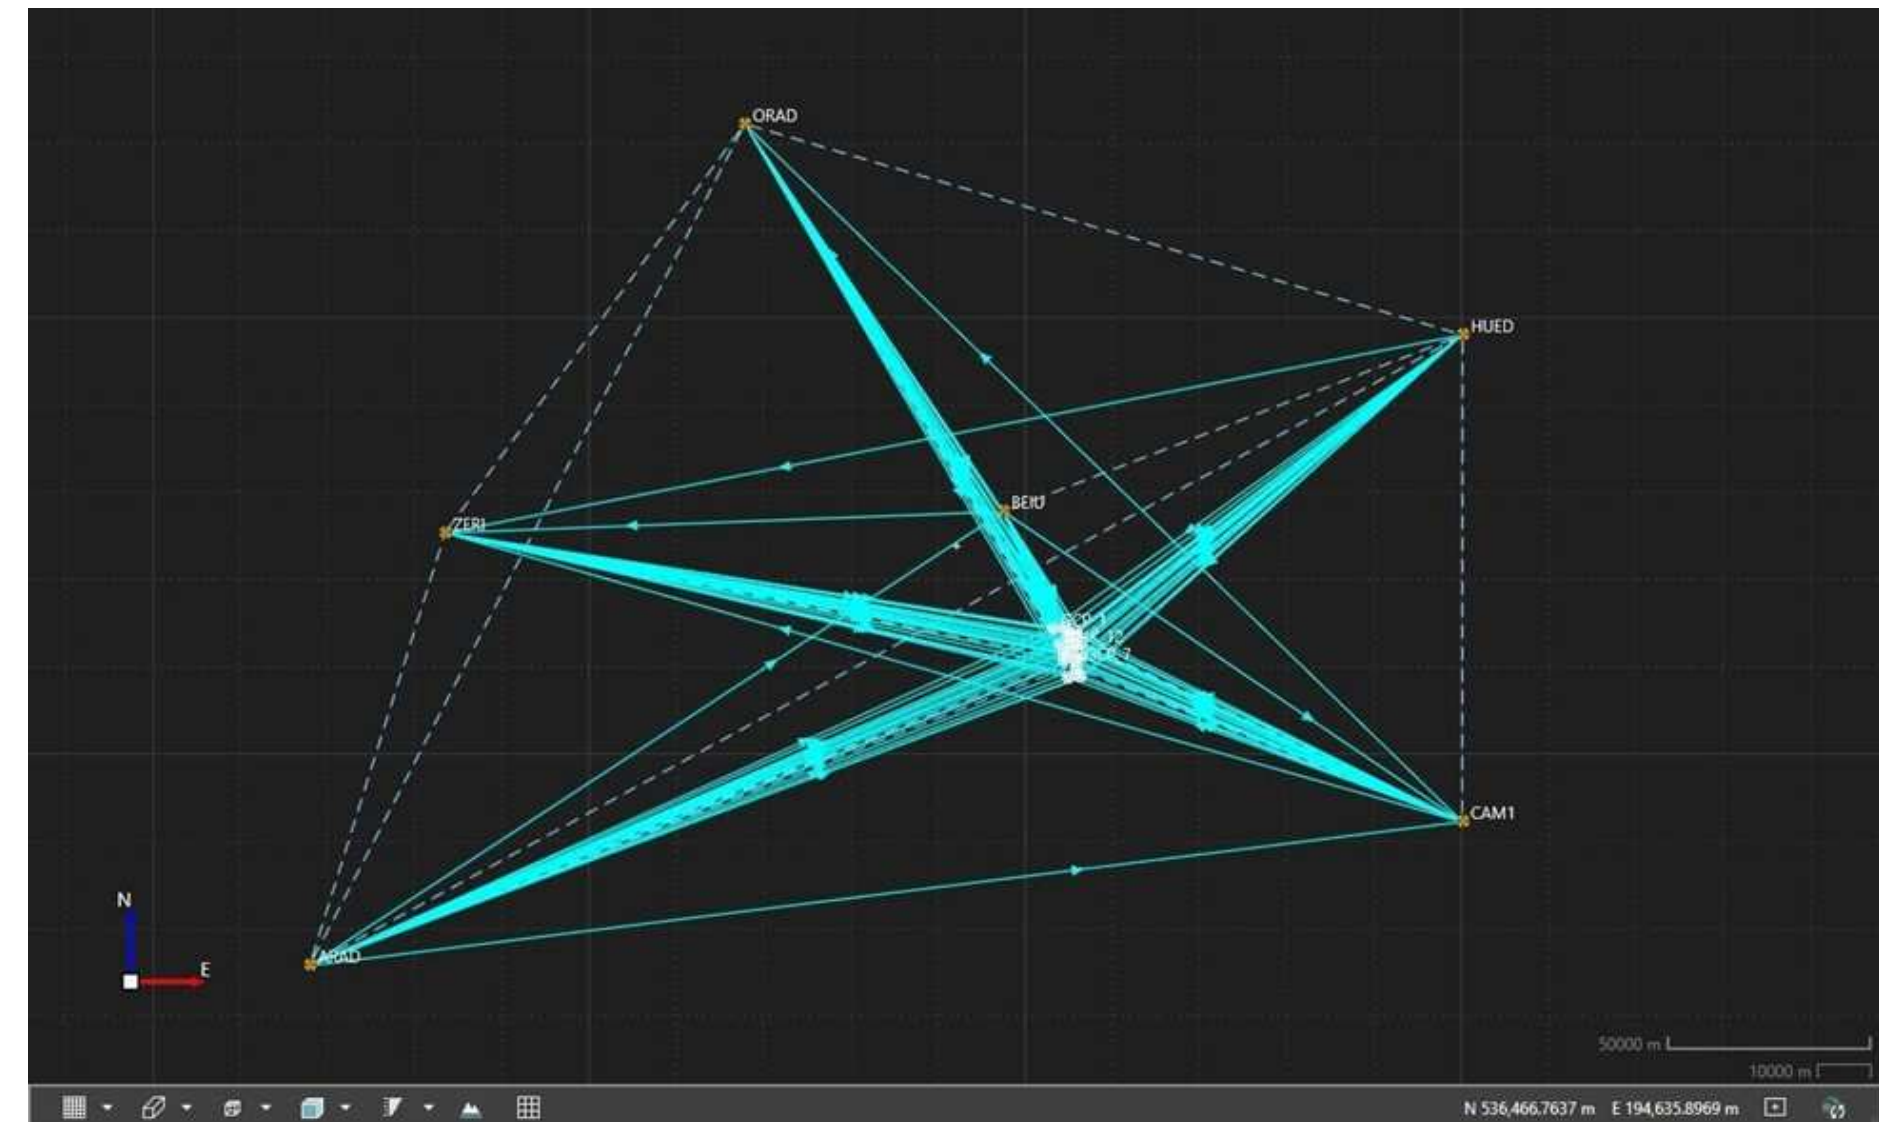 ORAD
HUED
BEIU
ZERI
CAM1
ARAD
N
E
50000 m
10000 m
N 536,466.7637 m E 194,635.8969 m